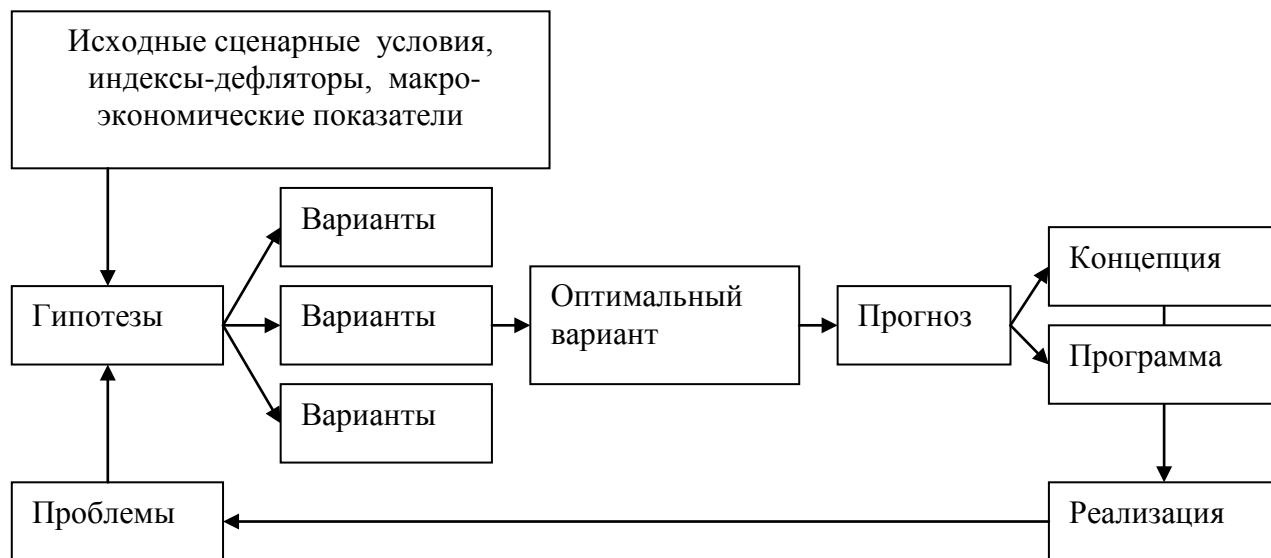 Исходные сценарные условия,
индексы-дефляторы, макро-
экономические показатели
Варианты
Концепция
Гипотезы
Варианты
Оптимальный
вариант
Прогноз
Программа
Варианты
Проблемы
Реализация